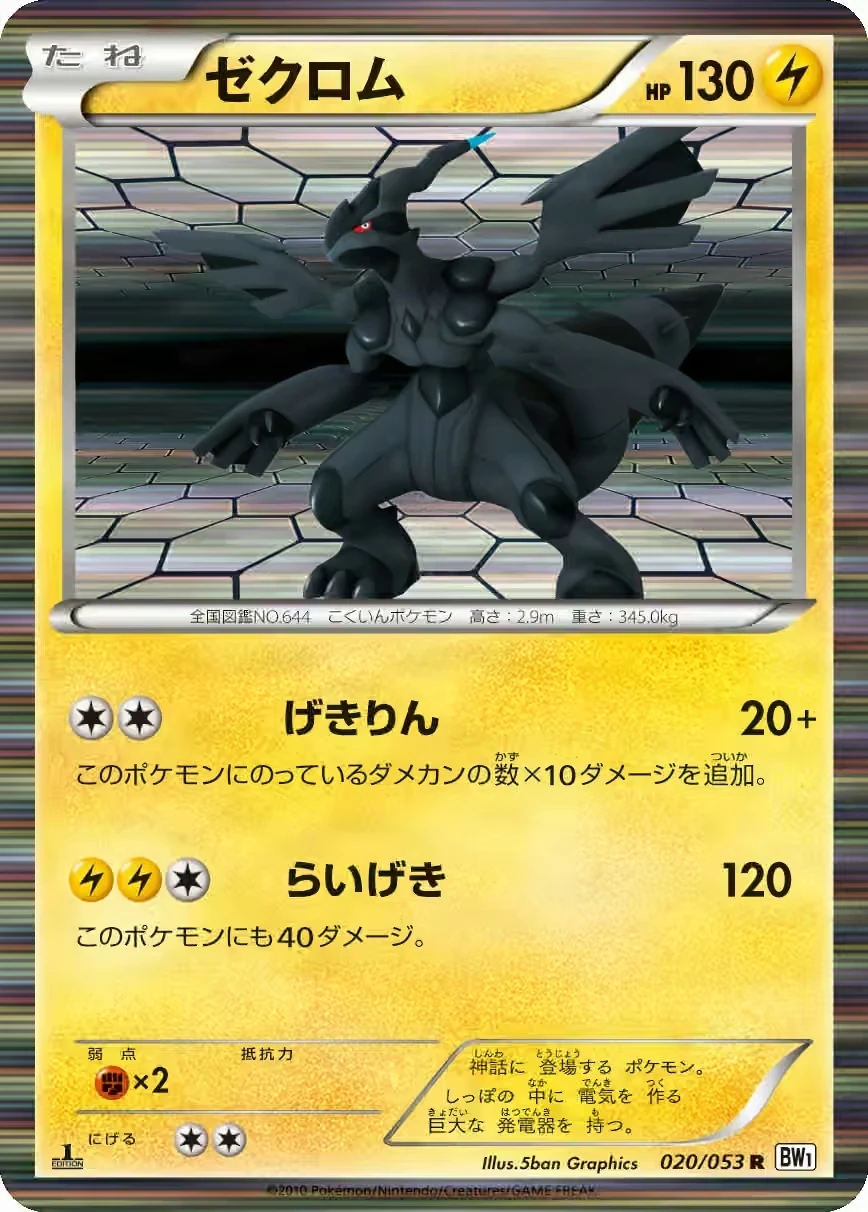 たね ゼクロム HP 130
全国図鑑NO.644 こくいんポケモン 高さ：2.9m 重さ：345.0kg
げきりん 20+
このポケモンにのっているダメカンの数×10ダメージを追加。
らいげき 120
このポケモンにも40ダメージ。
弱点 抵抗力
×2
にげる
神話に 登場する ポケモン。
しっぽの 中に 電気を 作る
巨大な 発電器を 持つ。
1 EDITION
Illus.5ban Graphics 020/053 R BW1
©2010 Pokémon/Nintendo/Creatures/GAME FREAK.